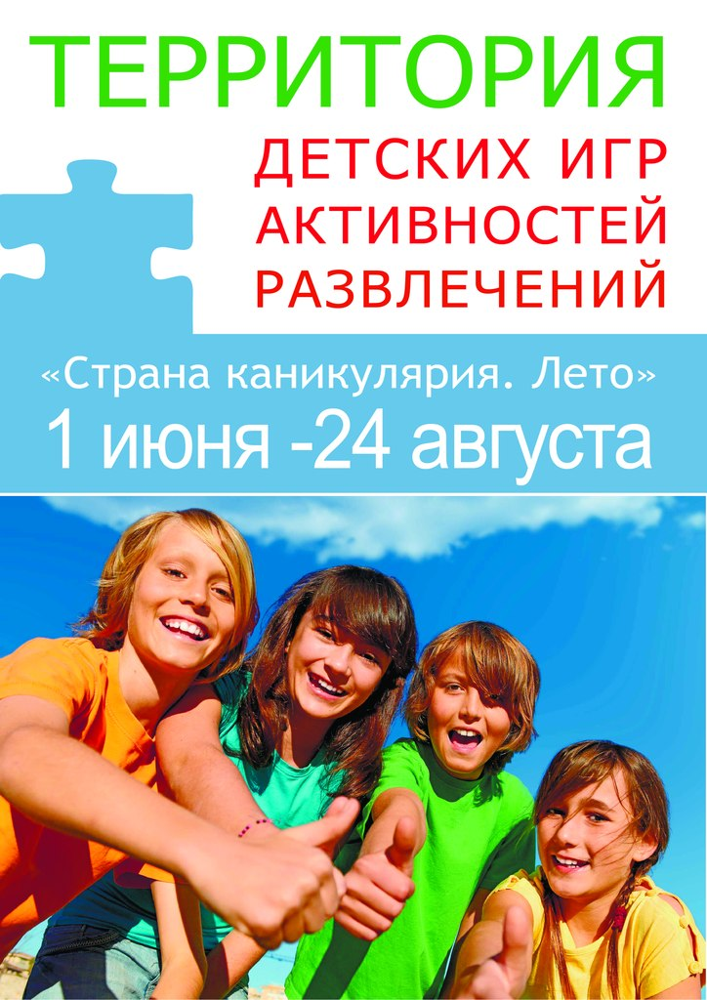 ТЕРРИТОРИЯ
ДЕТСКИХ ИГР
АКТИВНОСТЕЙ
РАЗВЛЕЧЕНИЙ
«Страна каникулярия. Лето»
1 июня -24 августа